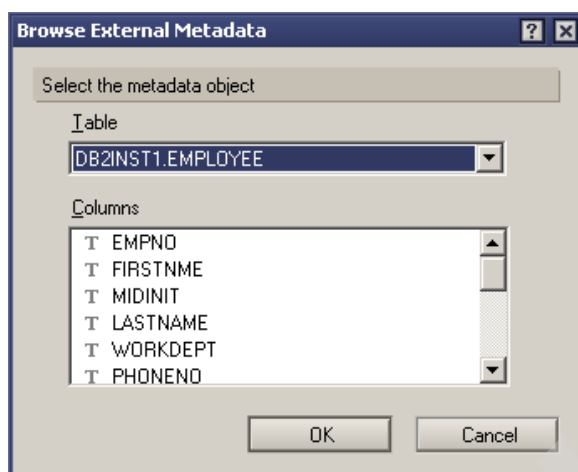 Browse External Metadata
Select the metadata object
Table
DB2INST1.EMPLOYEE
Columns
T EMPNO
T FIRSTNME
T MIDINIT
T LASTNAME
T WORKDEPT
T PHONENO
OK Cancel